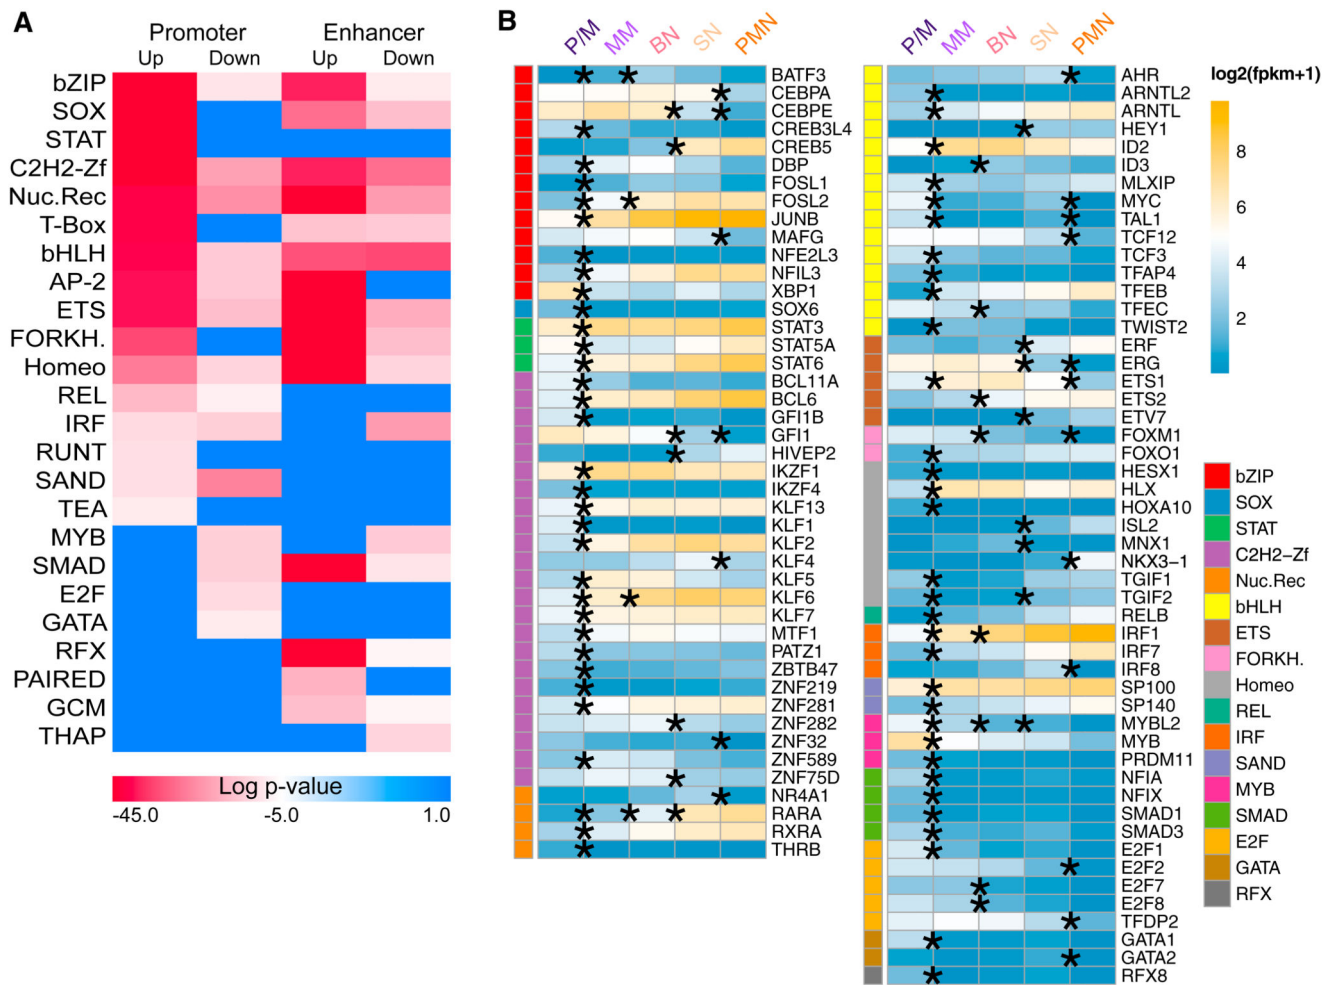 A
Promoter Enhancer
Up Down Up Down
bZIP
SOX
STAT
C2H2-Zf
Nuc.Rec
T-Box
bHLH
AP-2
ETS
FORKH.
Homeo
REL
IRF
RUNT
SAND
TEA
MYB
SMAD
E2F
GATA
RFX
PAIRED
GCM
THAP
Log p-value
-45.0 -5.0 1.0
B
P/M MM BN SN PMN
BATF3
CEBPA
CEBPE
CREB3L4
CREB5
DBP
FOSL1
FOSL2
JUNB
MAFG
NFE2L3
NFIL3
XBP1
SOX6
STAT3
STAT5A
STAT6
BCL11A
BCL6
GFI1B
GFI1
HIVEP2
IKZF1
IKZF4
KLF13
KLF1
KLF2
KLF4
KLF5
KLF6
KLF7
MTF1
PATZ1
ZBTB47
ZNF219
ZNF281
ZNF282
ZNF32
ZNF589
ZNF75D
NR4A1
RARA
RXRA
THRB
P/M MM BN SN PMN
AHR
ARNTL2
ARNTL
HEY1
ID2
ID3
MLXIP
MYC
TAL1
TCF12
TCF3
TFAP4
TFEB
TFEC
TWIST2
ERF
ERG
ETS1
ETS2
ETV7
FOXM1
FOXO1
HESX1
HLX
HOXA10
ISL2
MNX1
NKX3−1
TGIF1
TGIF2
RELB
IRF1
IRF7
IRF8
SP100
SP140
MYBL2
MYB
PRDM11
NFIA
NFIX
SMAD1
SMAD3
E2F1
E2F2
E2F7
E2F8
TFDP2
GATA1
GATA2
RFX8
log2(fpkm+1)
8
6
4
2
bZIP
SOX
STAT
C2H2−Zf
Nuc.Rec
bHLH
ETS
FORKH.
Homeo
REL
IRF
SAND
MYB
SMAD
E2F
GATA
RFX